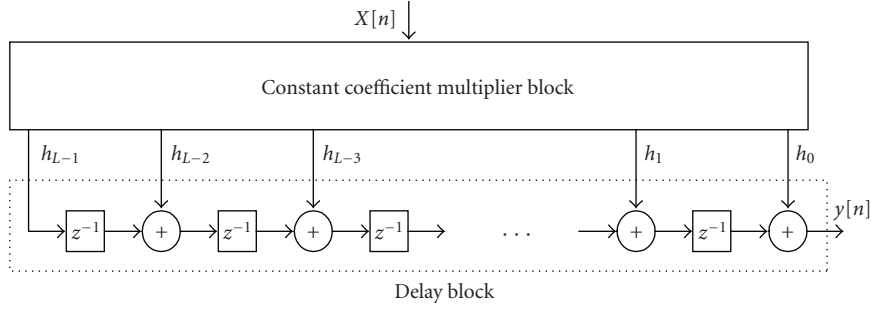 X[n]
Constant coefficient multiplier block
h_{L−1} h_{L−2} h_{L−3} h_1 h_0
y[n]
z^{−1} + z^{−1} + z^{−1} · · · + z^{−1} +
Delay block